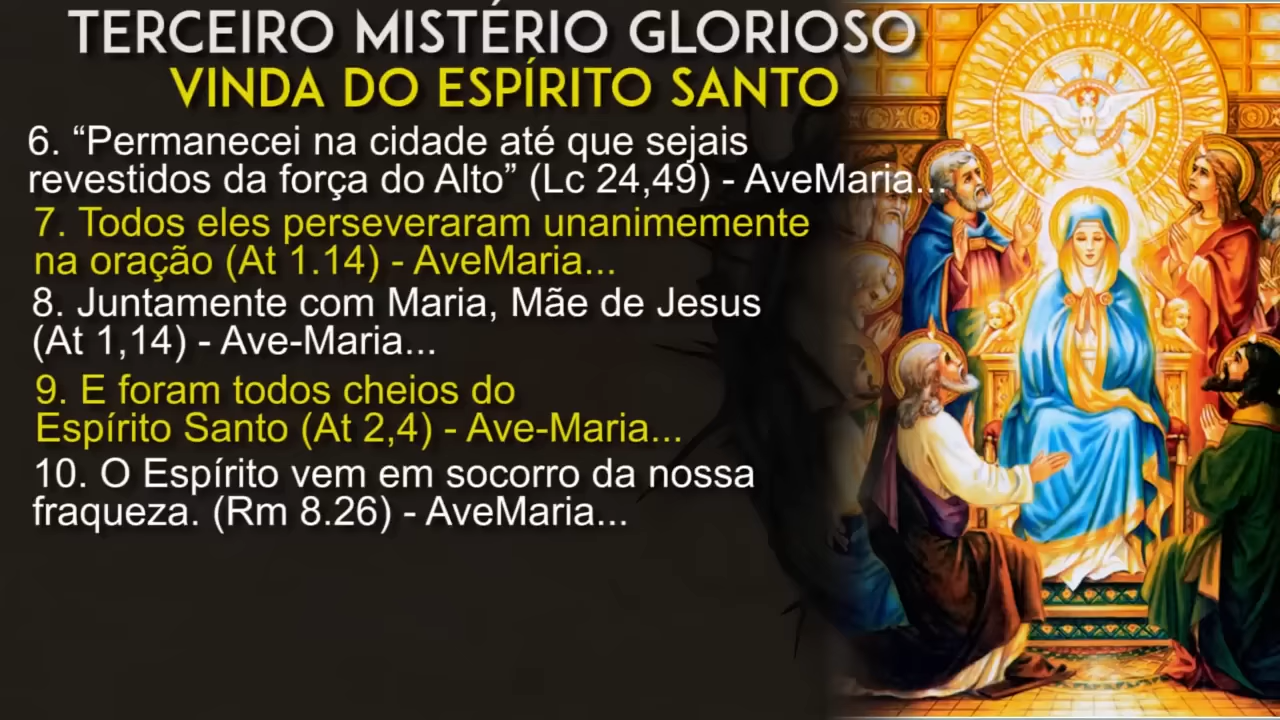 TERCEIRO MISTÉRIO GLORIOSO
VINDA DO ESPÍRITO SANTO
6. “Permanecei na cidade até que sejais
revestidos da força do Alto” (Lc 24,49) - AveMaria...
7. Todos eles perseveraram unanimemente
na oração (At 1.14) - AveMaria...
8. Juntamente com Maria, Mãe de Jesus
(At 1,14) - Ave-Maria...
9. E foram todos cheios do
Espírito Santo (At 2,4) - Ave-Maria...
10. O Espírito vem em socorro da nossa
fraqueza. (Rm 8.26) - AveMaria...